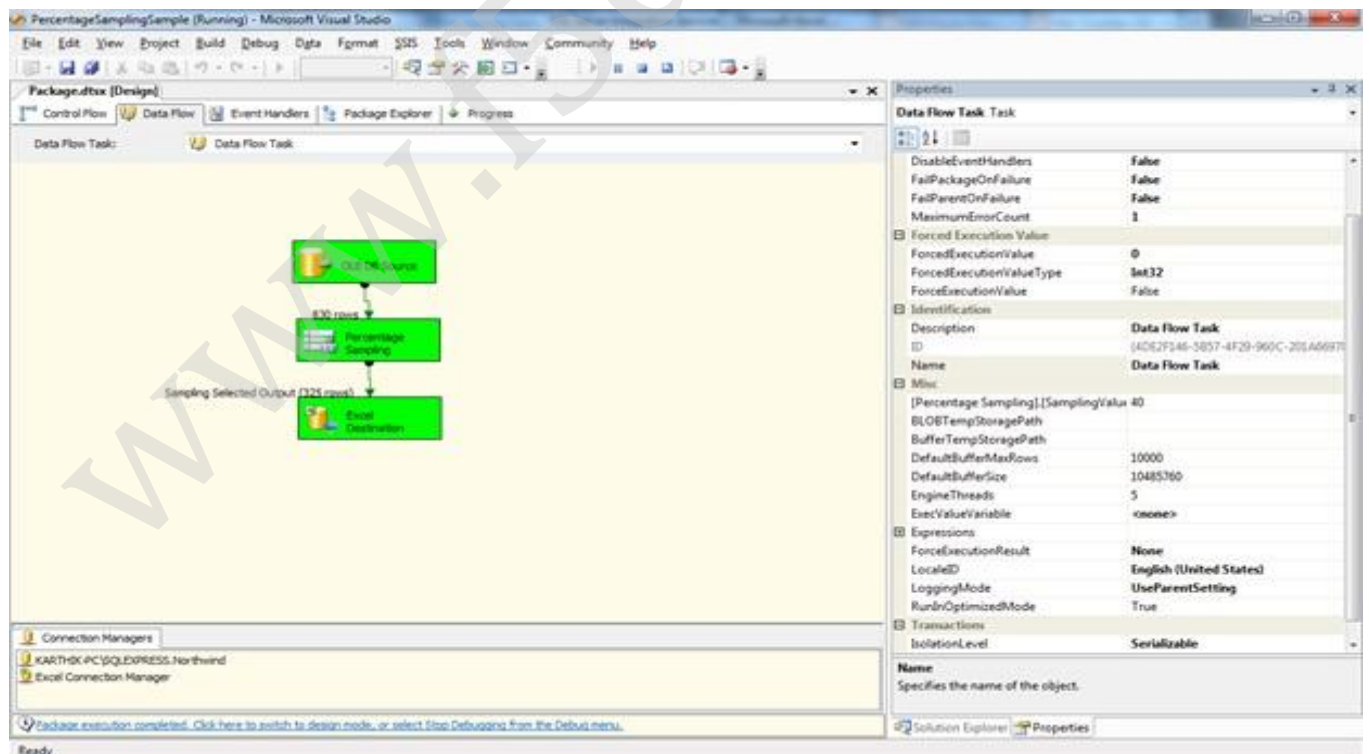 PercentageSamplingSample (Running) - Microsoft Visual Studio
File Edit View Project Build Debug Data Format SSIS Tools Window Community Help
Package.dtsx [Design]
Control Flow Data Flow Event Handlers Package Explorer Progress
Data Flow Task: Data Flow Task
OLE DB Source
830 rows
Percentage
Sampling
Sampling Selected Output (325 rows)
Excel
Destination
Connection Managers
KARTHIK-PC\SQLEXPRESS.Northwind
Excel Connection Manager
Package execution completed. Click here to switch to design mode, or select Stop Debugging from the Debug menu.
Ready
Properties
Data Flow Task Task
DisableEventHandlers False
FailPackageOnFailure False
FailParentOnFailure False
MaximumErrorCount 1
Forced Execution Value
ForcedExecutionValue 0
ForcedExecutionValueType Int32
ForceExecutionValue False
Identification
Description Data Flow Task
ID
Name Data Flow Task
Misc
[Percentage Sampling].[SamplingValue 40
BLOBTempStoragePath
BufferTempStoragePath
DefaultBufferMaxRows 10000
DefaultBufferSize 10485760
EngineThreads 5
ExecValueVariable <none>
Expressions
ForceExecutionResult None
LocaleID English (United States)
LoggingMode UseParentSetting
RunInOptimizedMode True
Transactions
IsolationLevel Serializable
Name
Specifies the name of the object.
Solution Explorer Properties